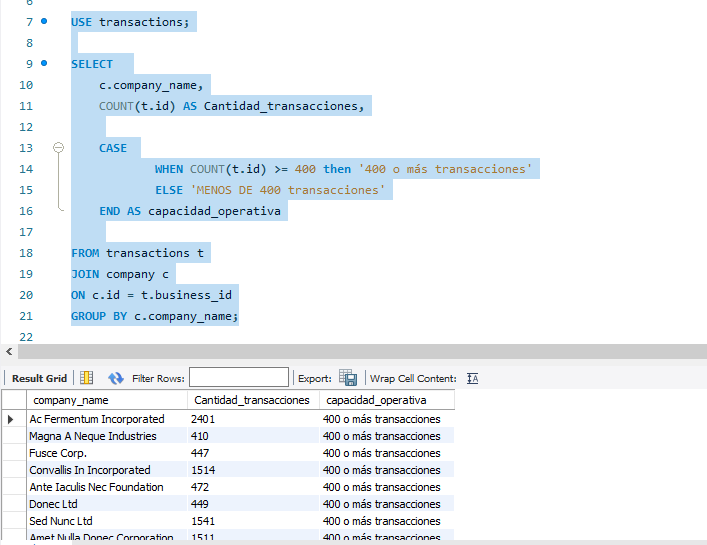 6
7 USE transactions;
8
9 SELECT
10 c.company_name,
11 COUNT(t.id) AS Cantidad_transacciones,
12
13 CASE
14 WHEN COUNT(t.id) >= 400 then '400 o más transacciones'
15 ELSE 'MENOS DE 400 transacciones'
16 END AS capacidad_operativa
17
18 FROM transactions t
19 JOIN company c
20 ON c.id = t.business_id
21 GROUP BY c.company_name;
22
Result Grid Filter Rows: Export: Wrap Cell Content:
company_name Cantidad_transacciones capacidad_operativa
Ac Fermentum Incorporated 2401 400 o más transacciones
Magna A Neque Industries 410 400 o más transacciones
Fusce Corp. 447 400 o más transacciones
Convallis In Incorporated 1514 400 o más transacciones
Ante Iaculis Nec Foundation 472 400 o más transacciones
Donec Ltd 449 400 o más transacciones
Sed Nunc Ltd 1541 400 o más transacciones
Amet Nulla Donec Corporation 1511 400 o más transacciones